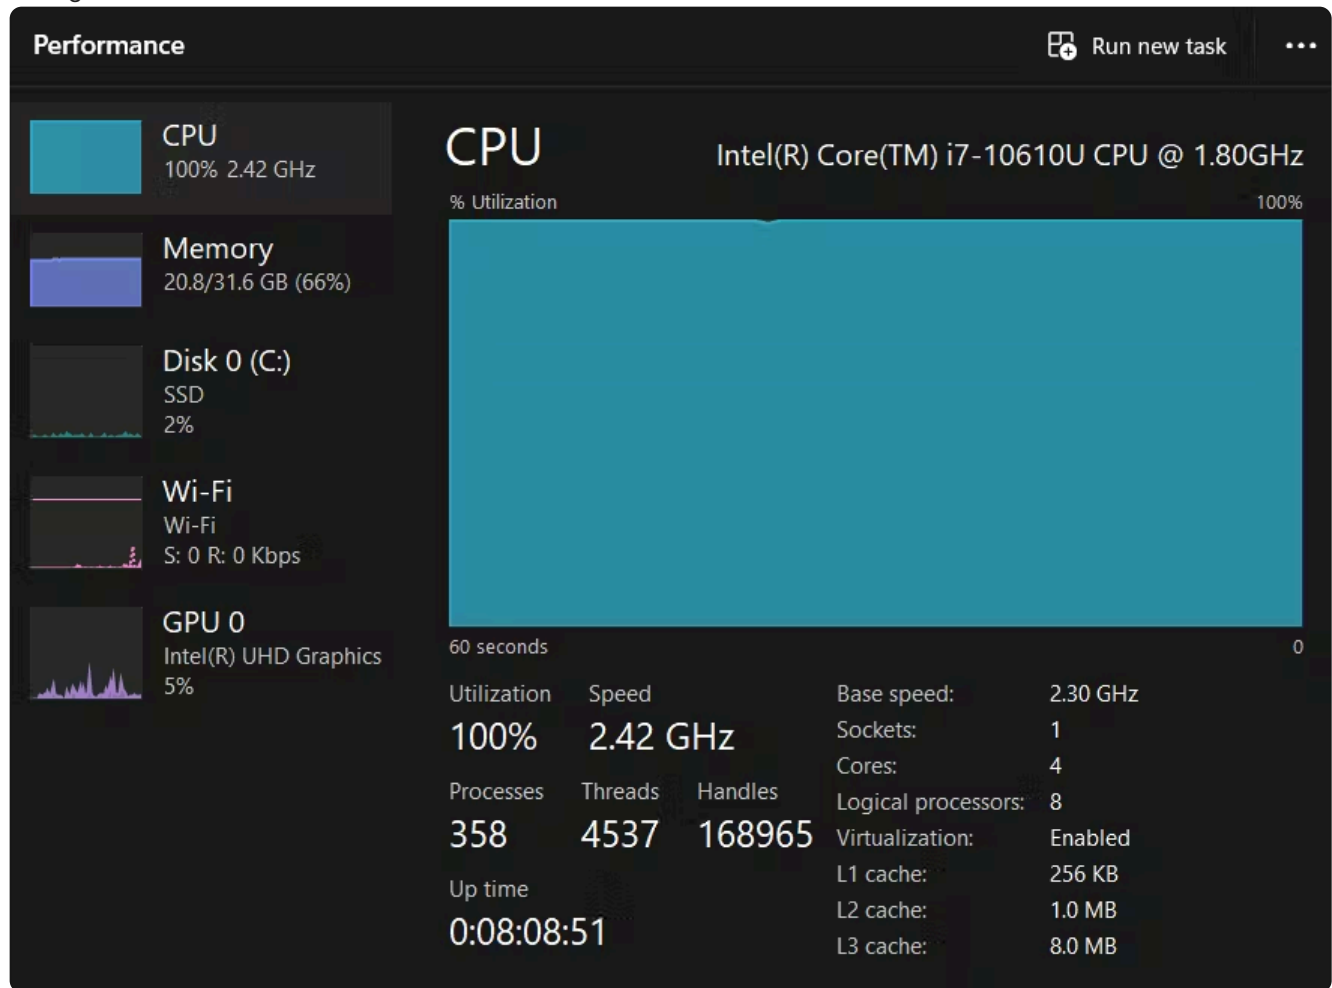 Performance
Run new task
CPU
100% 2.42 GHz
Memory
20.8/31.6 GB (66%)
Disk 0 (C:)
SSD
2%
Wi-Fi
Wi-Fi
S: 0 R: 0 Kbps
GPU 0
Intel(R) UHD Graphics
5%
CPU
Intel(R) Core(TM) i7-10610U CPU @ 1.80GHz
% Utilization 100%
60 seconds 0
Utilization Speed
100% 2.42 GHz
Processes Threads Handles
358 4537 168965
Up time
0:08:08:51
Base speed: 2.30 GHz
Sockets: 1
Cores: 4
Logical processors: 8
Virtualization: Enabled
L1 cache: 256 KB
L2 cache: 1.0 MB
L3 cache: 8.0 MB